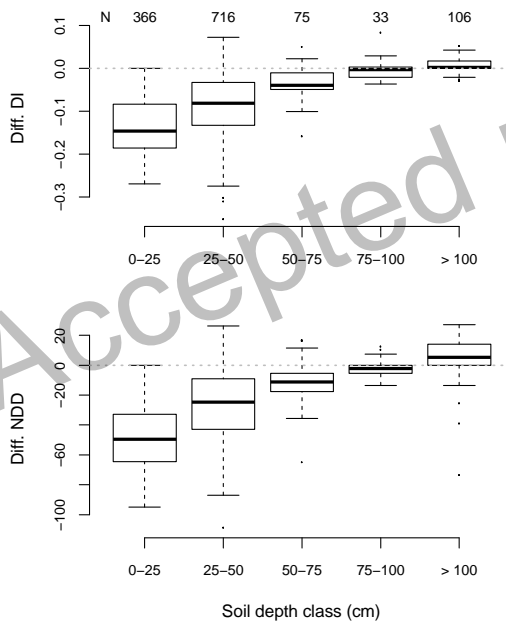 N 366 716 75 33 106
0.1
0.0
−0.1
−0.2
−0.3
Diff. DI
0−25 25−50 50−75 75−100 > 100
Accepted
20
0
−20
−60
−100
Diff. NDD
0−25 25−50 50−75 75−100 > 100
Soil depth class (cm)